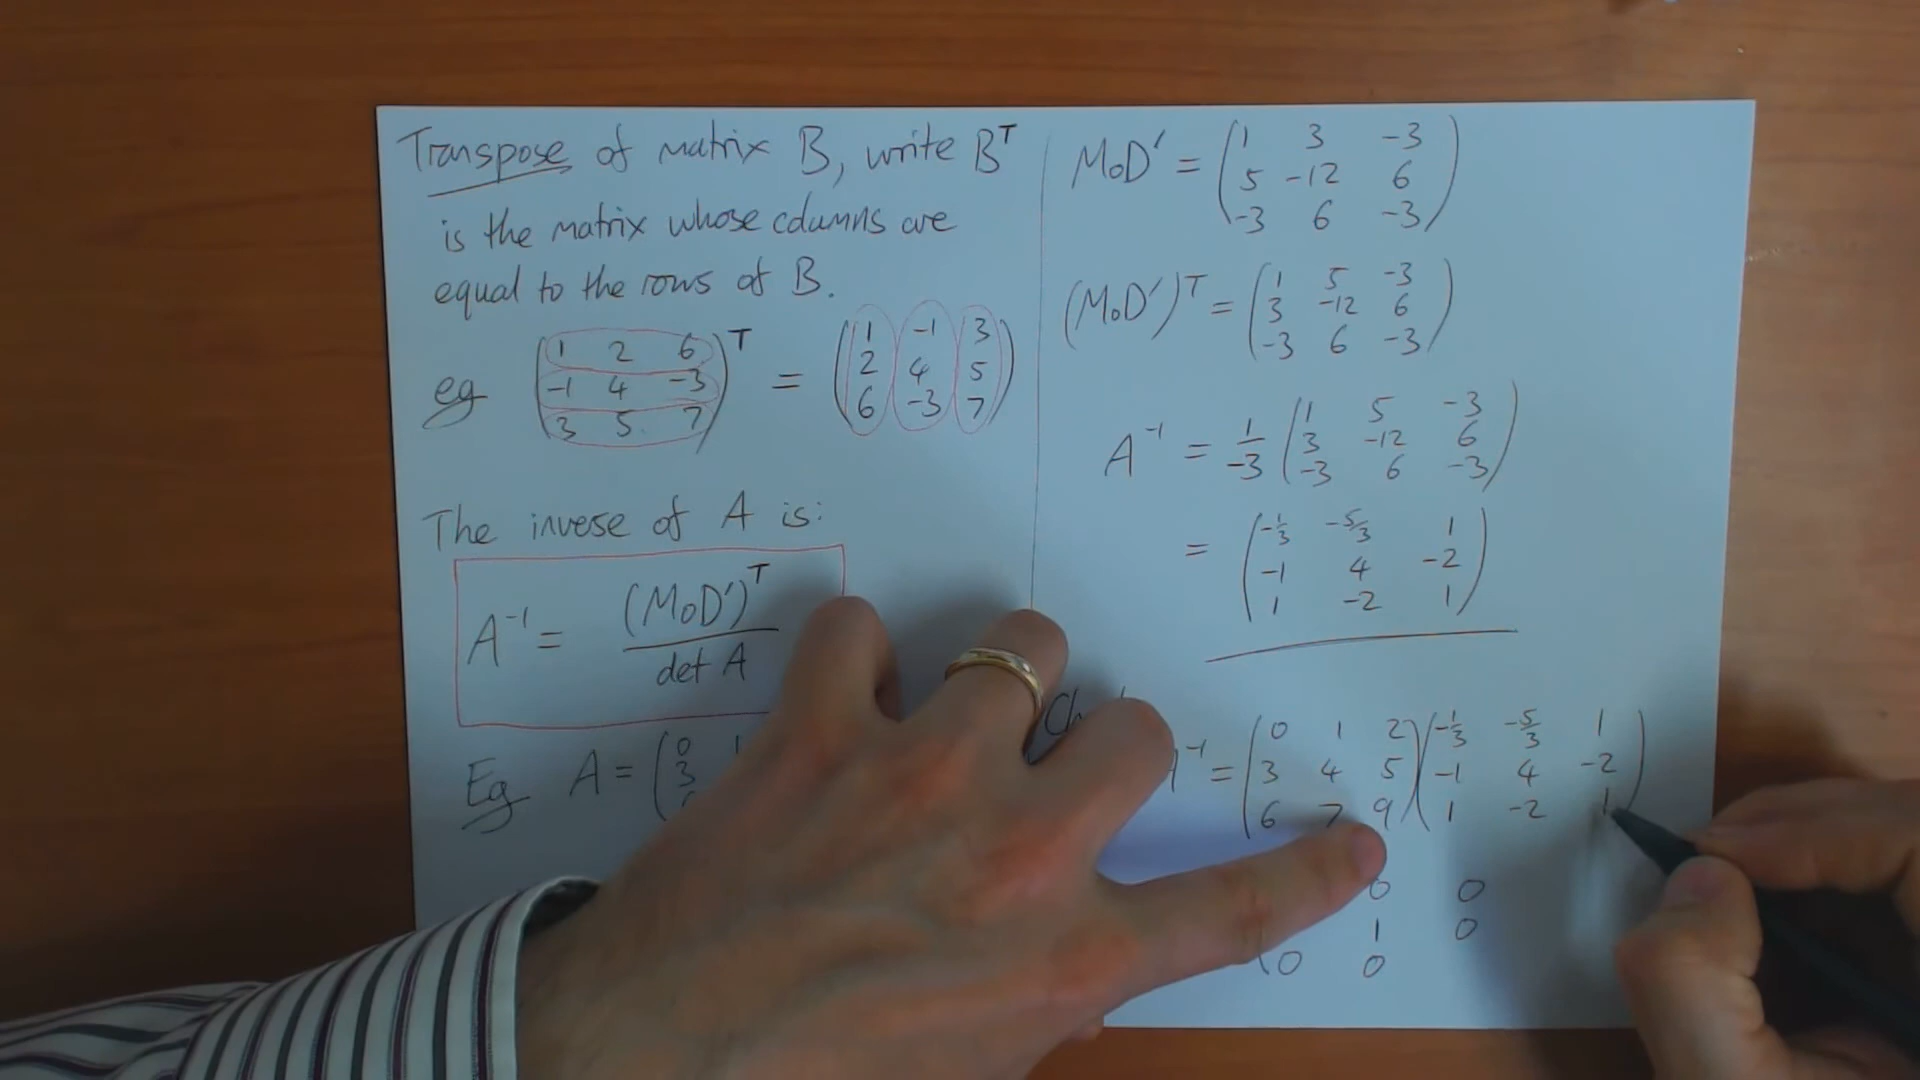 Transpose of matrix B, write Bᵀ
is the matrix whose columns are
equal to the rows of B.
eg
( 1 2 6
-1 4 -3
3 5 7 )ᵀ
=
( 1 -1 3
2 4 5
6 -3 7 )
The invese of A is:
A⁻¹ = (MoD′)ᵀ
det A
Eg A = ( 0 1
3
MoD′ = ( 1 3 -3
5 -12 6
-3 6 -3 )
(MoD′)ᵀ = ( 1 5 -3
3 -12 6
-3 6 -3 )
A⁻¹ = 1/-3 ( 1 5 -3
3 -12 6
-3 6 -3 )
= ( -1/3 -5/3 1
-1 4 -2
1 -2 1 )
⁻¹ = ( 0 1 2
3 4 5
6 7 9 )
( -1/3 -5/3 1
-1 4 -2
1 -2 1 )
0 0
1 0
( 0 0